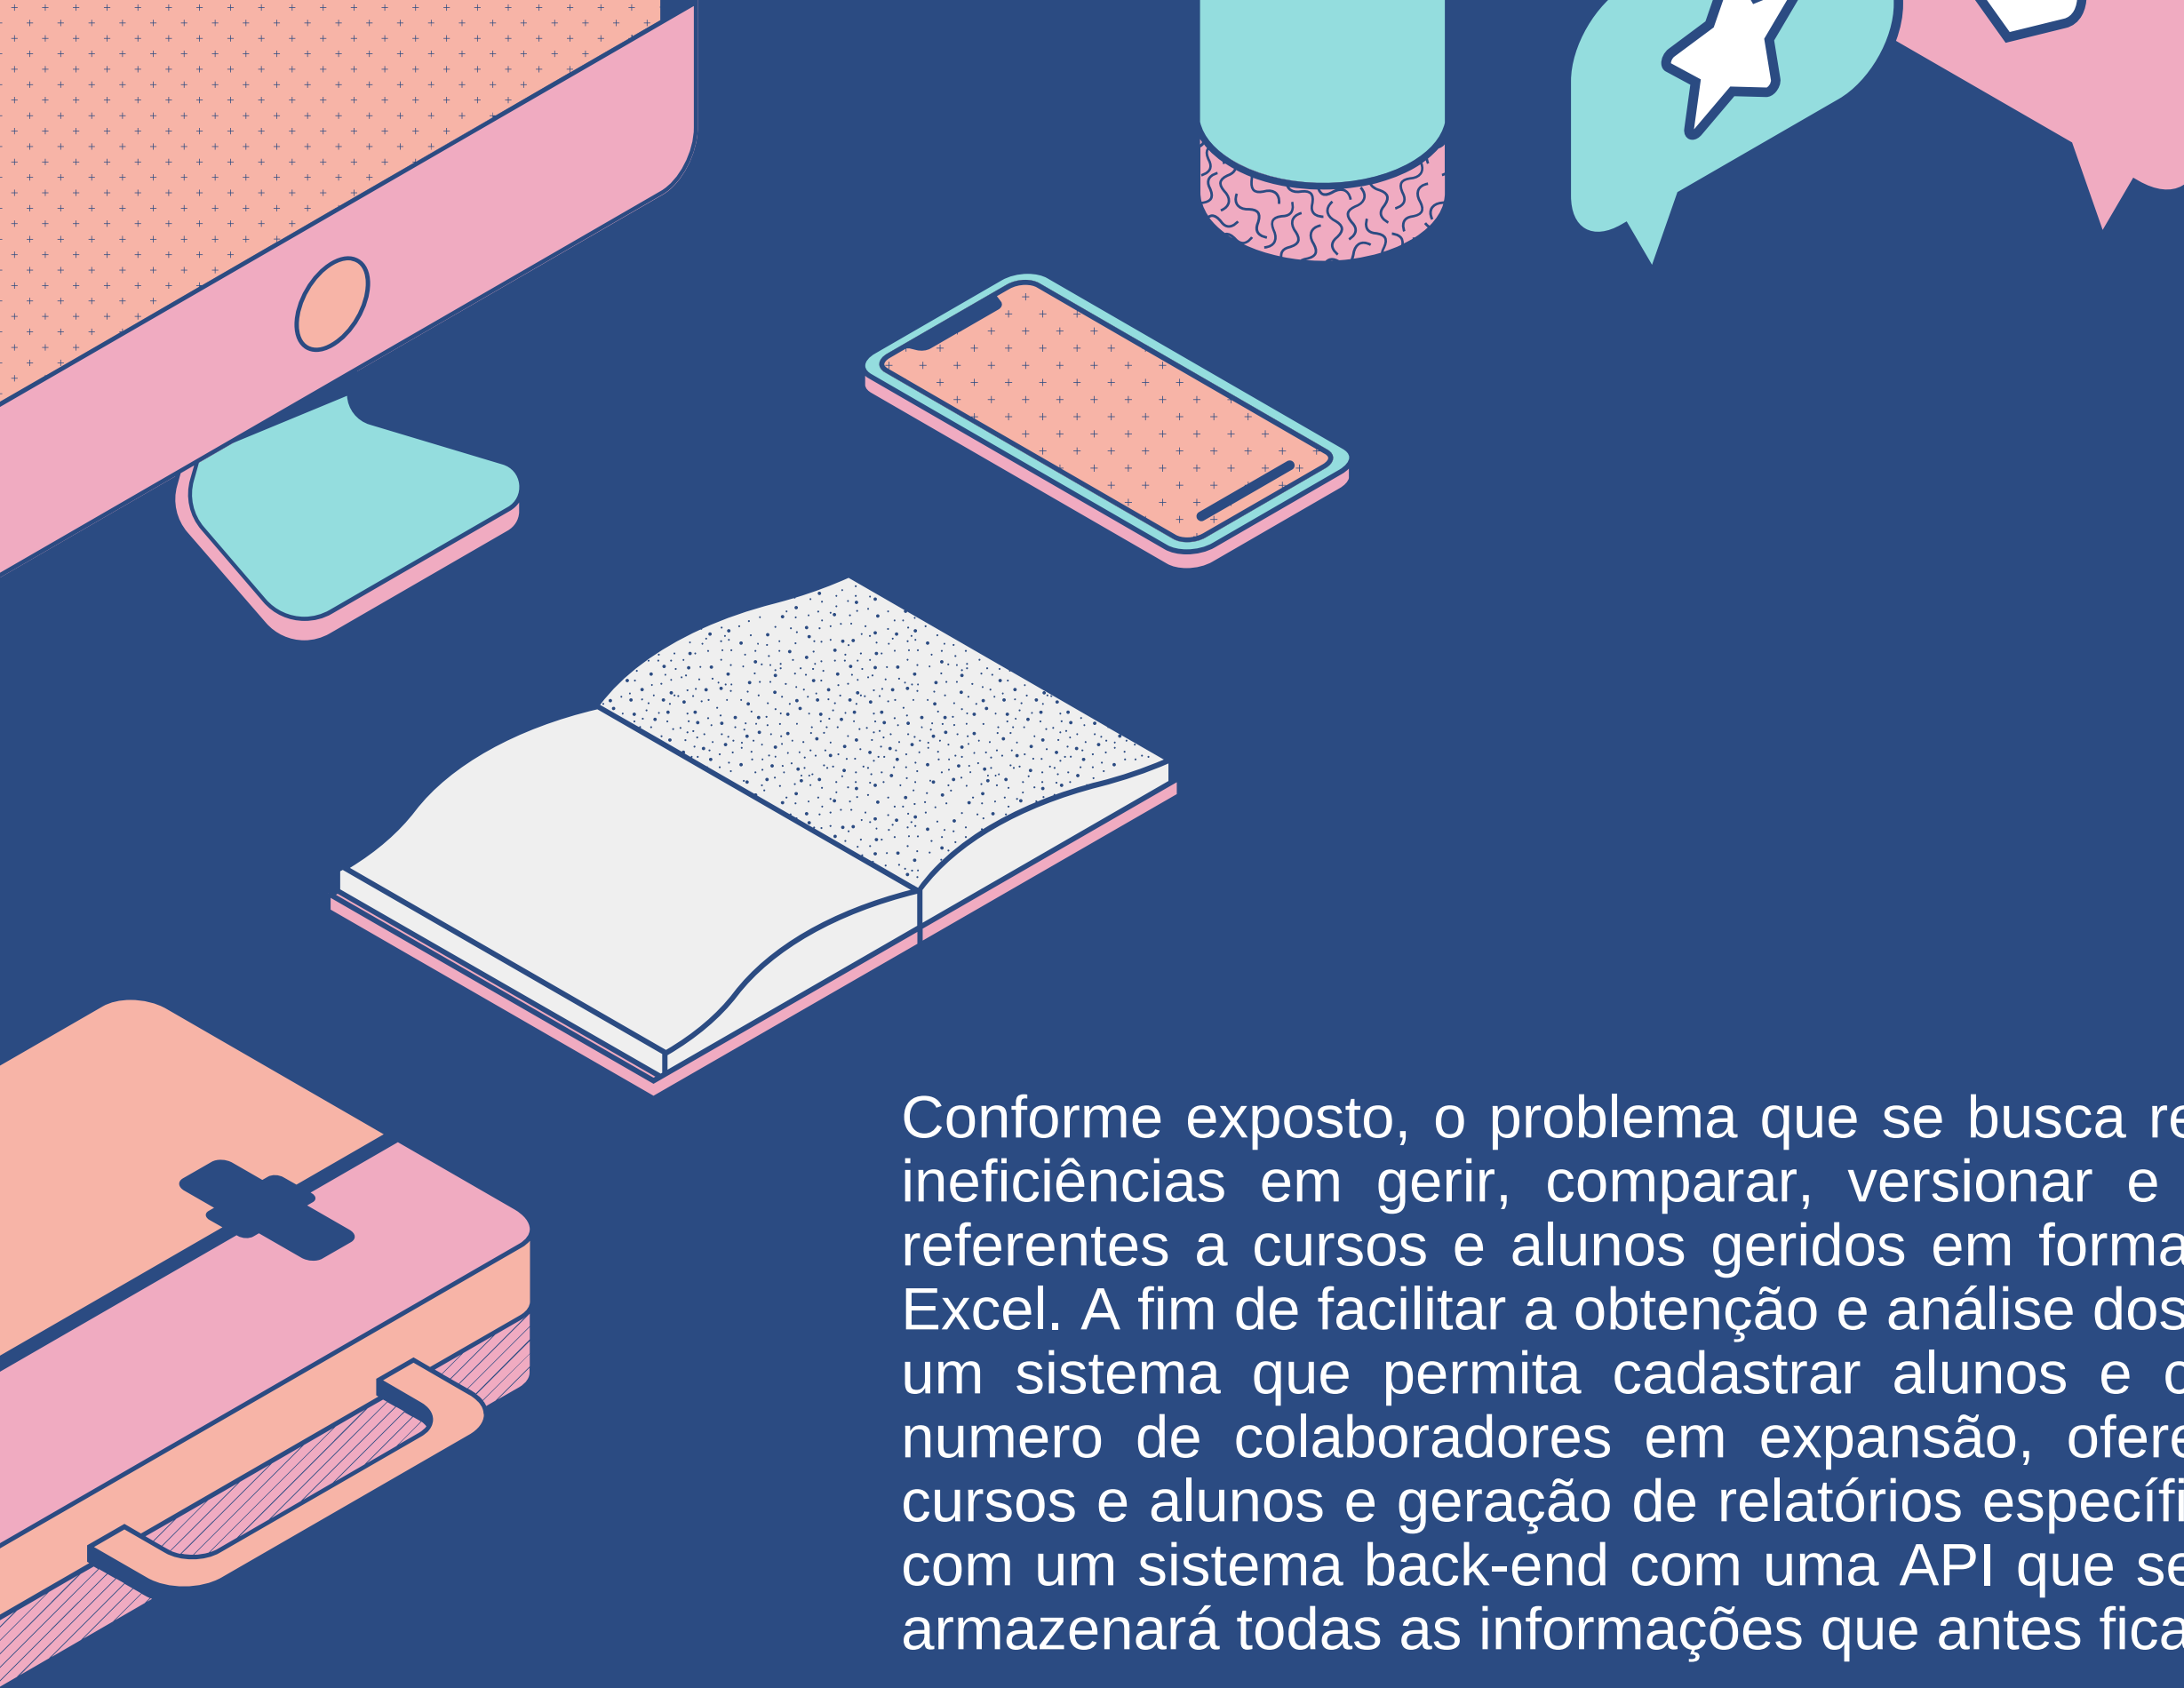 Conforme exposto, o problema que se busca re
ineficiências em gerir, comparar, versionar e
referentes a cursos e alunos geridos em forma
Excel. A fim de facilitar a obtenção e análise dos
um sistema que permita cadastrar alunos e c
numero de colaboradores em expansão, ofere
cursos e alunos e geração de relatórios específi
com um sistema back-end com uma API que se
armazenará todas as informações que antes fica